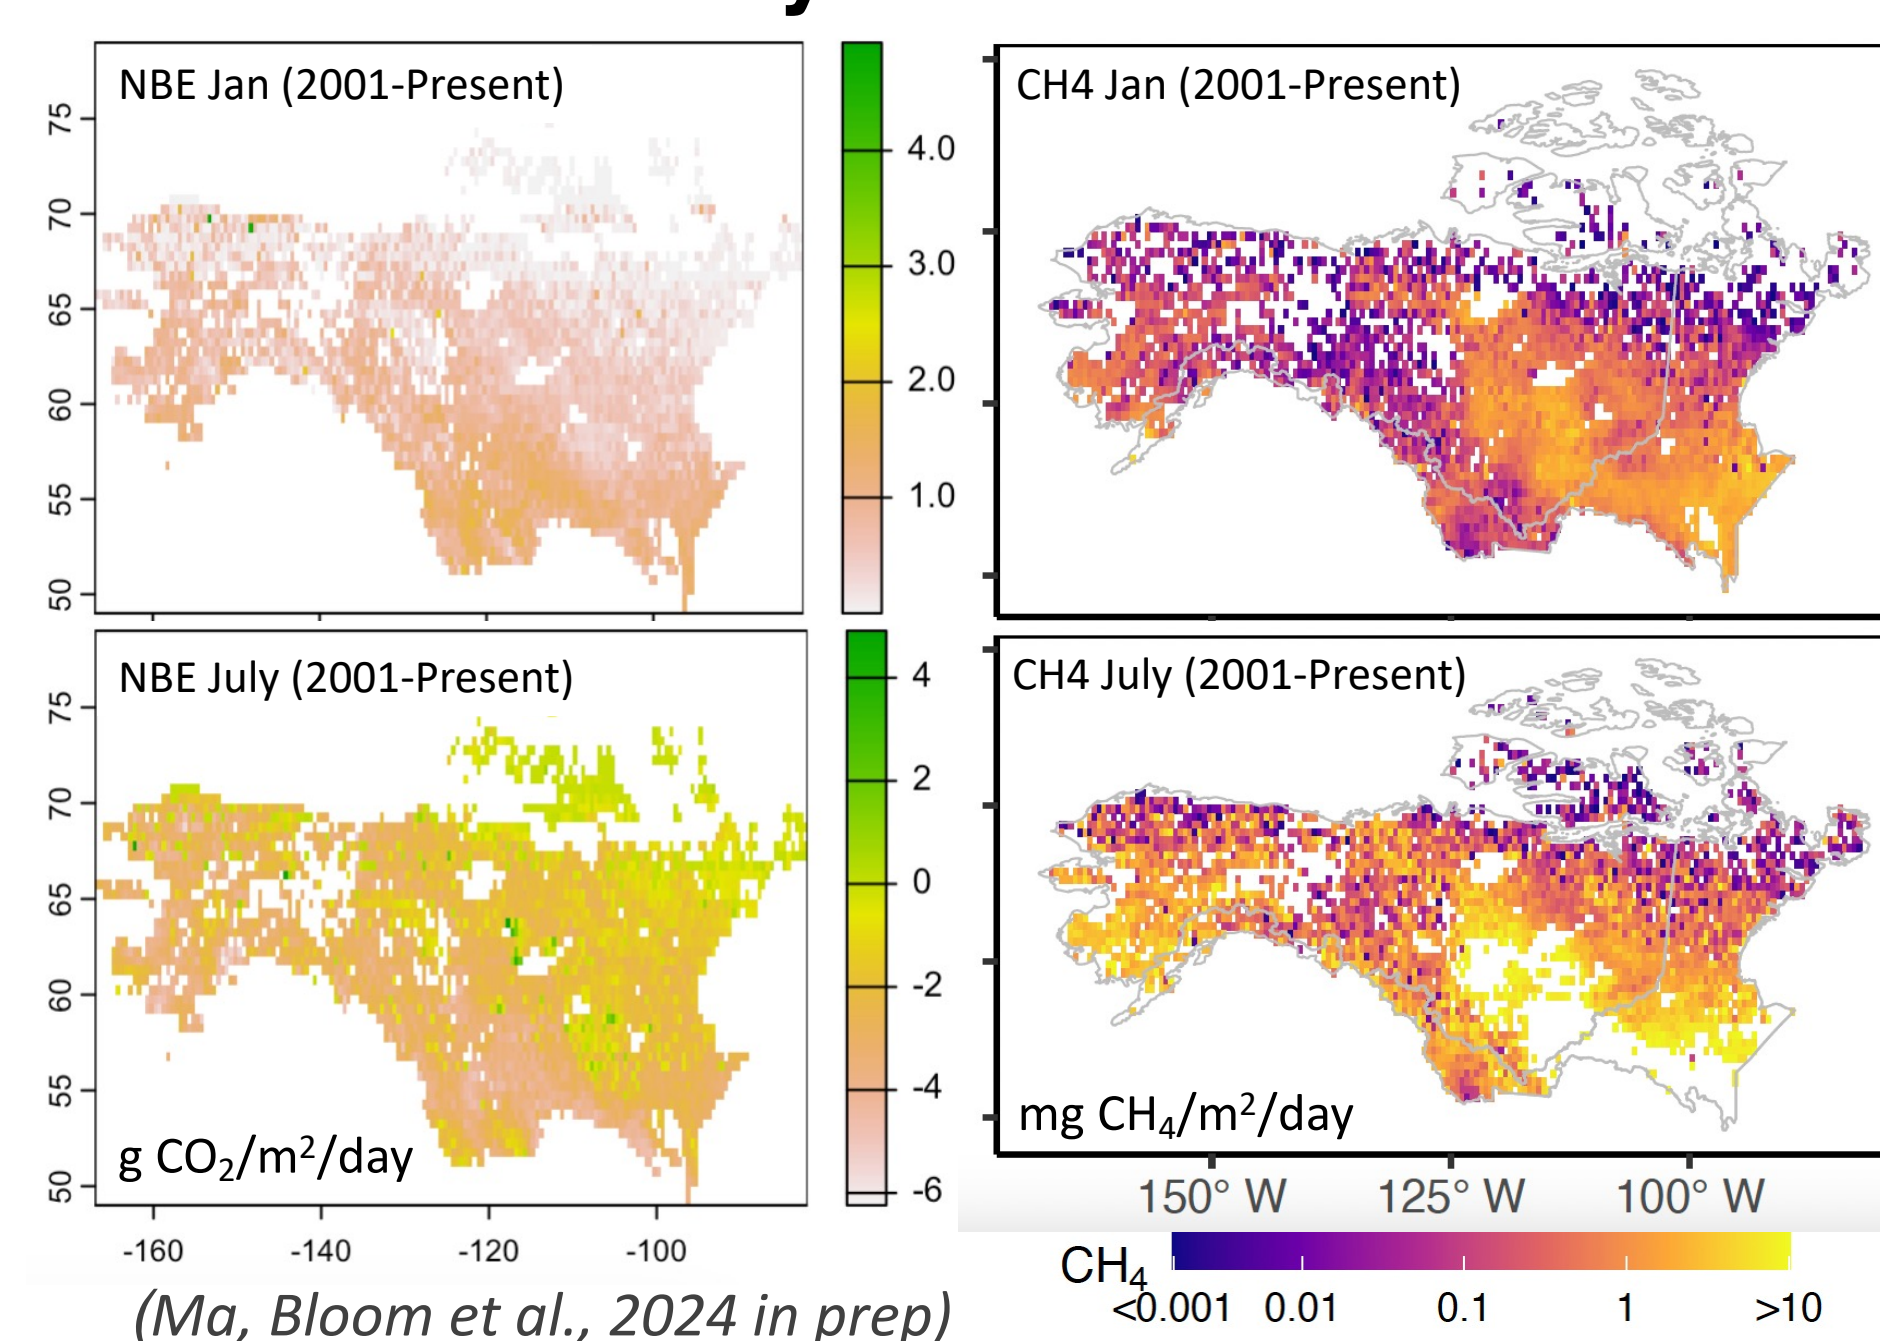 NBE Jan (2001-Present)
75
70
65
60
55
50
4.0
3.0
2.0
1.0
CH4 Jan (2001-Present)
NBE July (2001-Present)
75
70
65
60
55
50
g CO₂/m²/day
-160
-140
-120
-100
4
2
0
-2
-4
-6
CH4 July (2001-Present)
mg CH₄/m²/day
150° W
125° W
100° W
CH₄
<0.001
0.01
0.1
1
>10
(Ma, Bloom et al., 2024 in prep)